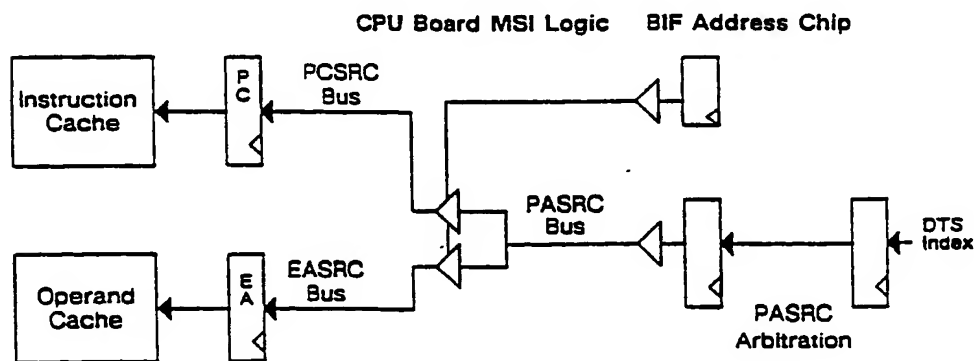 CPU Board MSI Logic BIF Address Chip
Instruction
Cache
P
C
PCSRC
Bus
PASRC
Bus
DTS
Index
Operand
Cache
E
A
EASRC
Bus
PASRC
Arbitration